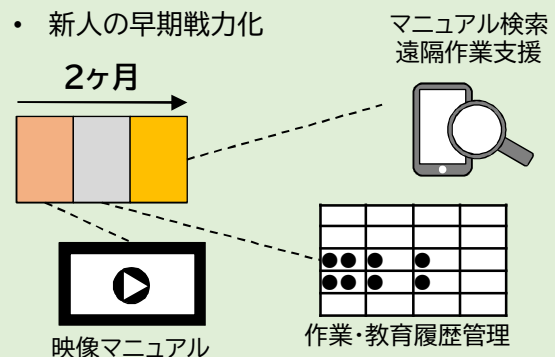 • 新人の早期戦力化
マニュアル検索
遠隔作業支援
2ヶ月
映像マニュアル
作業・教育履歴管理